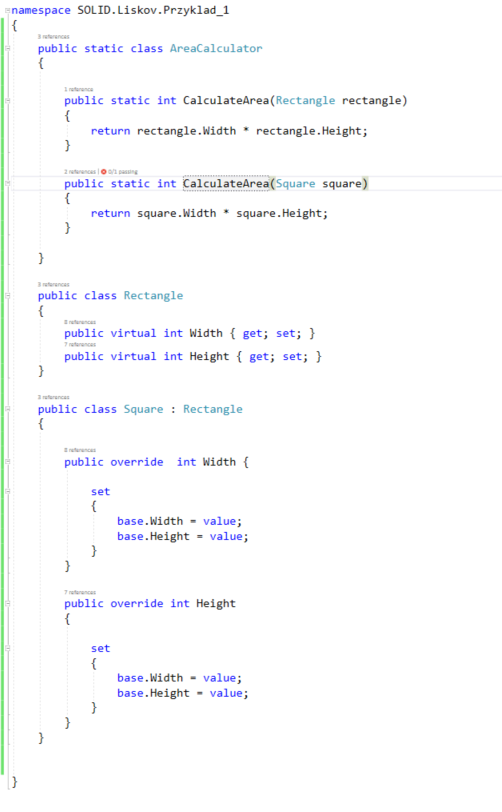 namespace SOLID.Liskov.Przyklad_1
{
3 references
public static class AreaCalculator
{
1 reference
public static int CalculateArea(Rectangle rectangle)
{
return rectangle.Width * rectangle.Height;
}
2 references | 0/1 passing
public static int CalculateArea(Square square)
{
return square.Width * square.Height;
}
}
public class Rectangle
{
8 references
public virtual int Width { get; set; }
7 references
public virtual int Height { get; set; }
}
3 references
public class Square : Rectangle
{
8 references
public override  int Width {
set
{
base.Width = value;
base.Height = value;
}
}
7 references
public override int Height
{
set
{
base.Width = value;
base.Height = value;
}
}
}
}